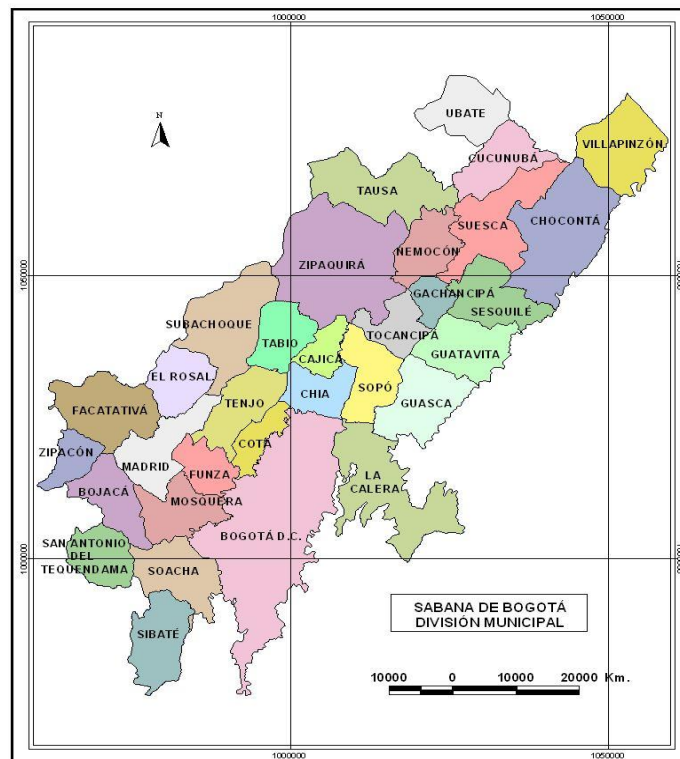 1000000
1050000
N
UBATE
VILLAPINZÓN
CUCUNUBÁ
TAUSA
CHOCONTÁ
SUESCA
NEMOCÓN
ZIPAQUIRÁ
1050000
GACHANCIPÁ
SESQUILÉ
SUBACHOQUE
TOCANCIPÁ
TABIO
GUATAVITA
CAJICÁ
EL ROSAL
SOPÓ
CHIA
TENJO
GUASCA
FACATATIVÁ
COTA
ZIPACÓN
MADRID
FUNZA
LA
CALERA
BOJACÁ
MOSQUERA
BOGOTÁ D.C.
SAN ANTONIO
DEL
TEQUENDAMA
1000000
SOACHA
SABANA DE BOGOTÁ
DIVISIÓN MUNICIPAL
SIBATÉ
10000 0 10000 20000 Km.
1000000
1050000